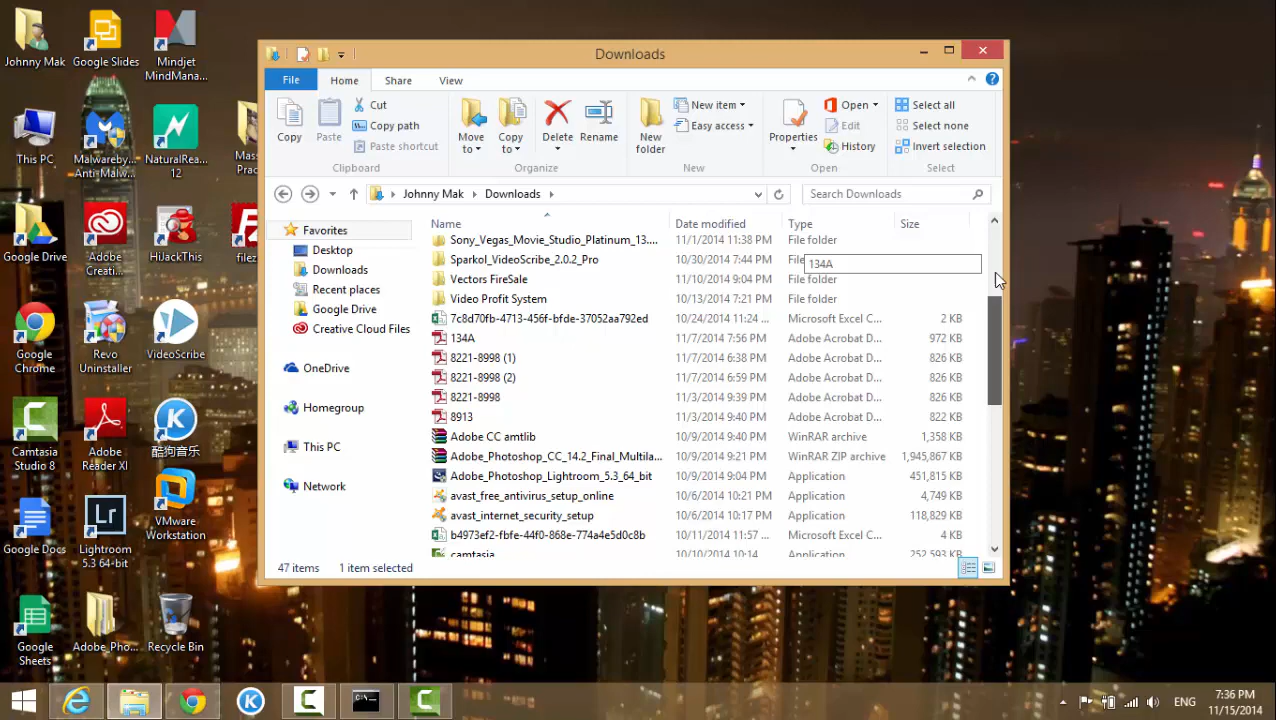 Johnny Mak
Google Slides
Mindjet
MindMana...
This PC
Malwareby...
Anti-Malw...
NaturalRea...
12
Mas
Prac
Google Drive
Adobe
Creati...
HiJackThis
filez
Google
Chrome
Revo
Uninstaller
VideoScribe
Camtasia
Studio 8
Adobe
Reader XI
酷狗音乐
Google Docs
Lightroom
5.3 64-bit
VMware
Workstation
Google
Sheets
Adobe_Pho...
Recycle Bin
Downloads
File Home Share View
Copy
Paste
Cut
Copy path
Paste shortcut
Clipboard
Move
to
Copy
to
Delete
Rename
Organize
New
folder
New item
Easy access
New
Properties
Open
Edit
History
Open
Select all
Select none
Invert selection
Select
Johnny Mak Downloads
Search Downloads
Favorites
Desktop
Downloads
Recent places
Google Drive
Creative Cloud Files
OneDrive
Homegroup
This PC
Network
Name Date modified Type Size
Sony_Vegas_Movie_Studio_Platinum_13.... 11/1/2014 11:38 PM File folder
Sparkol_VideoScribe_2.0.2_Pro 10/30/2014 7:44 PM File
134A
Vectors FireSale 11/10/2014 9:04 PM File folder
Video Profit System 10/13/2014 7:21 PM File folder
7c8d70fb-4713-456f-bfde-37052aa792ed 10/24/2014 11:24 ... Microsoft Excel C... 2 KB
134A 11/7/2014 7:56 PM Adobe Acrobat D... 972 KB
8221-8998 (1) 11/7/2014 6:38 PM Adobe Acrobat D... 826 KB
8221-8998 (2) 11/7/2014 6:59 PM Adobe Acrobat D... 826 KB
8221-8998 11/3/2014 9:39 PM Adobe Acrobat D... 826 KB
8913 11/3/2014 9:40 PM Adobe Acrobat D... 822 KB
Adobe CC amtlib 10/9/2014 9:40 PM WinRAR archive 1,358 KB
Adobe_Photoshop_CC_14.2_Final_Multila... 10/9/2014 9:21 PM WinRAR ZIP archive 1,945,867 KB
Adobe_Photoshop_Lightroom_5.3_64_bit 10/9/2014 9:04 PM Application 451,815 KB
avast_free_antivirus_setup_online 10/6/2014 10:21 PM Application 4,749 KB
avast_internet_security_setup 10/6/2014 10:17 PM Application 118,829 KB
b4973ef2-fbfe-44f0-868e-774a4e5d0c8b 10/11/2014 11:57 ... Microsoft Excel C... 4 KB
camtasia 10/10/2014 10:14 Application 252,593 KB
47 items 1 item selected
ENG
7:36 PM
11/15/2014